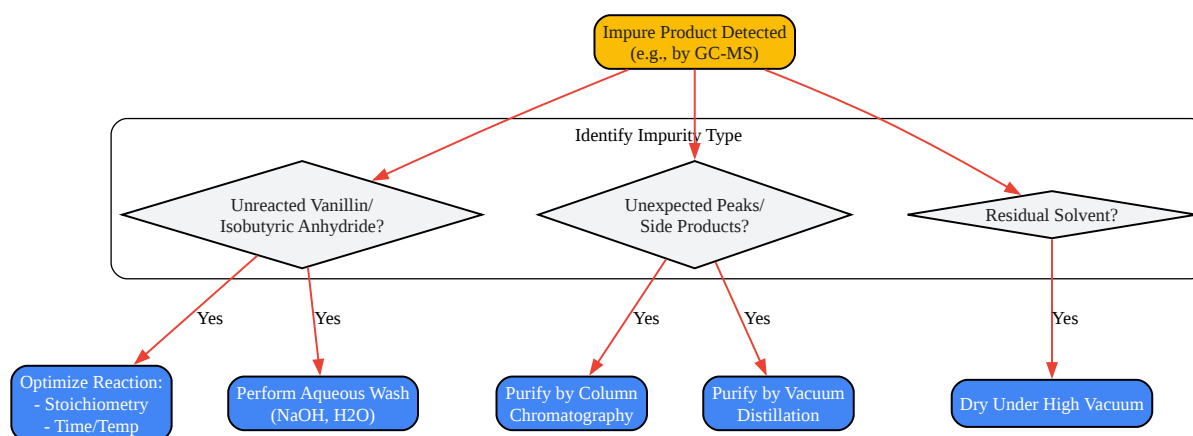 Impure Product Detected
(e.g., by GC-MS)
Identify Impurity Type
Unreacted Vanillin/
Isobutyric Anhydride?
Unexpected Peaks/
Side Products?
Residual Solvent?
Yes
Yes
Yes
Yes
Yes
Optimize Reaction:
- Stoichiometry
- Time/Temp
Perform Aqueous Wash
(NaOH, H2O)
Purify by Column
Chromatography
Purify by Vacuum
Distillation
Dry Under High Vacuum